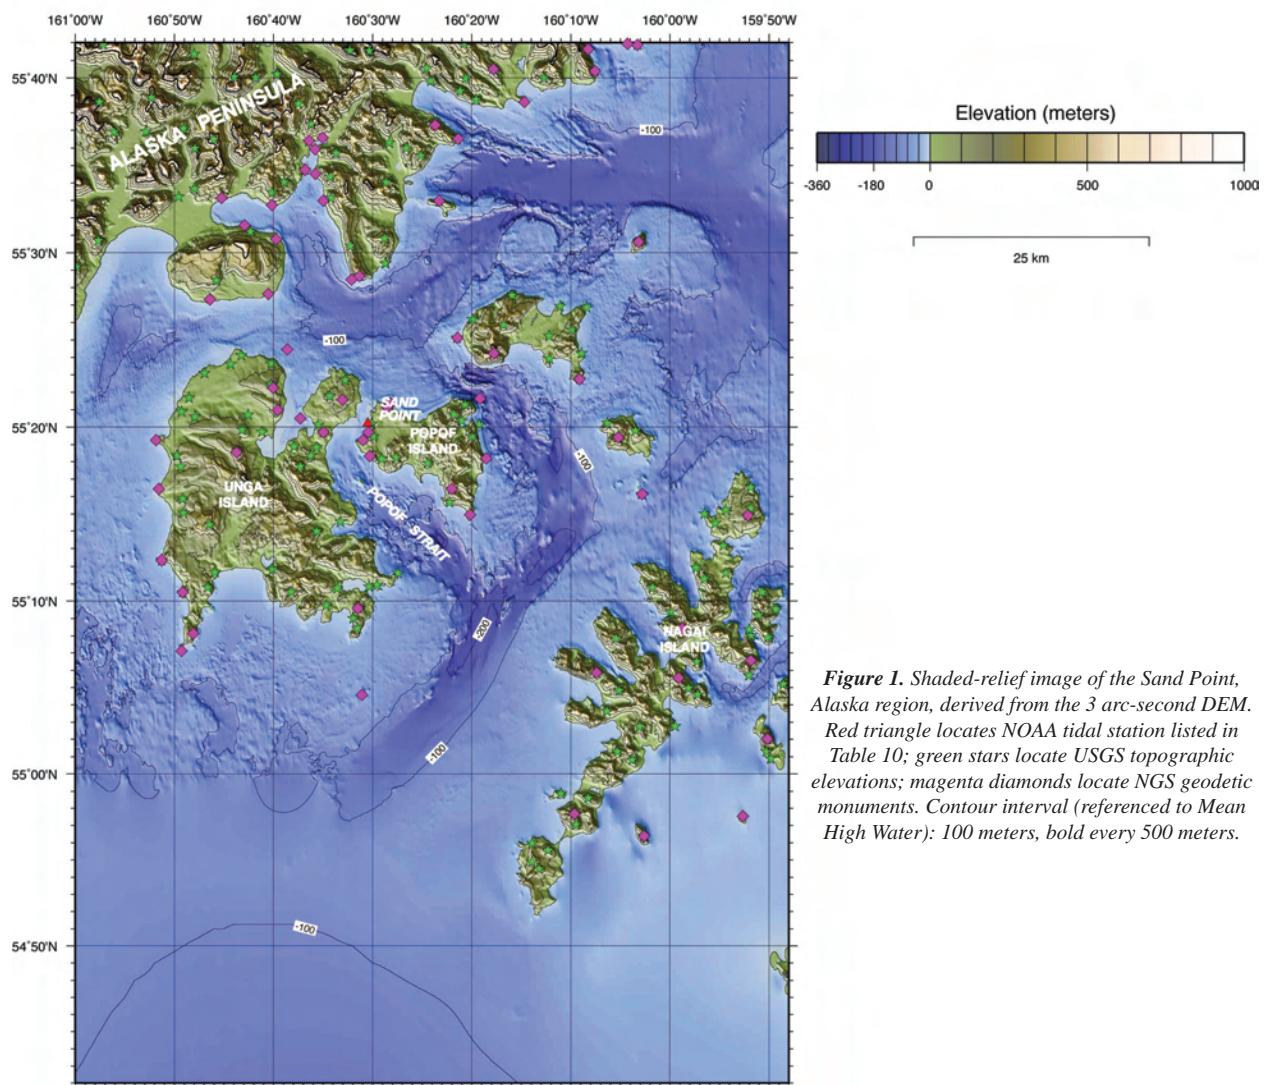 161˚00'W 160˚50'W 160˚40'W 160˚30'W 160˚20'W 160˚10'W 160˚00'W 159˚50'W
55˚40'N
55˚30'N
55˚20'N
55˚10'N
55˚00'N
54˚50'N
ALASKA PENINSULA
-100
-100
SAND
POINT
POPOF
ISLAND
-100
UNGA
ISLAND
POPOF STRAIT
-200
NAGAI
ISLAND
-100
-100
Elevation (meters)
-360 -180 0 500 1000
25 km
Figure 1. Shaded-relief image of the Sand Point,
Alaska region, derived from the 3 arc-second DEM.
Red triangle locates NOAA tidal station listed in
Table 10; green stars locate USGS topographic
elevations; magenta diamonds locate NGS geodetic
monuments. Contour interval (referenced to Mean
High Water): 100 meters, bold every 500 meters.